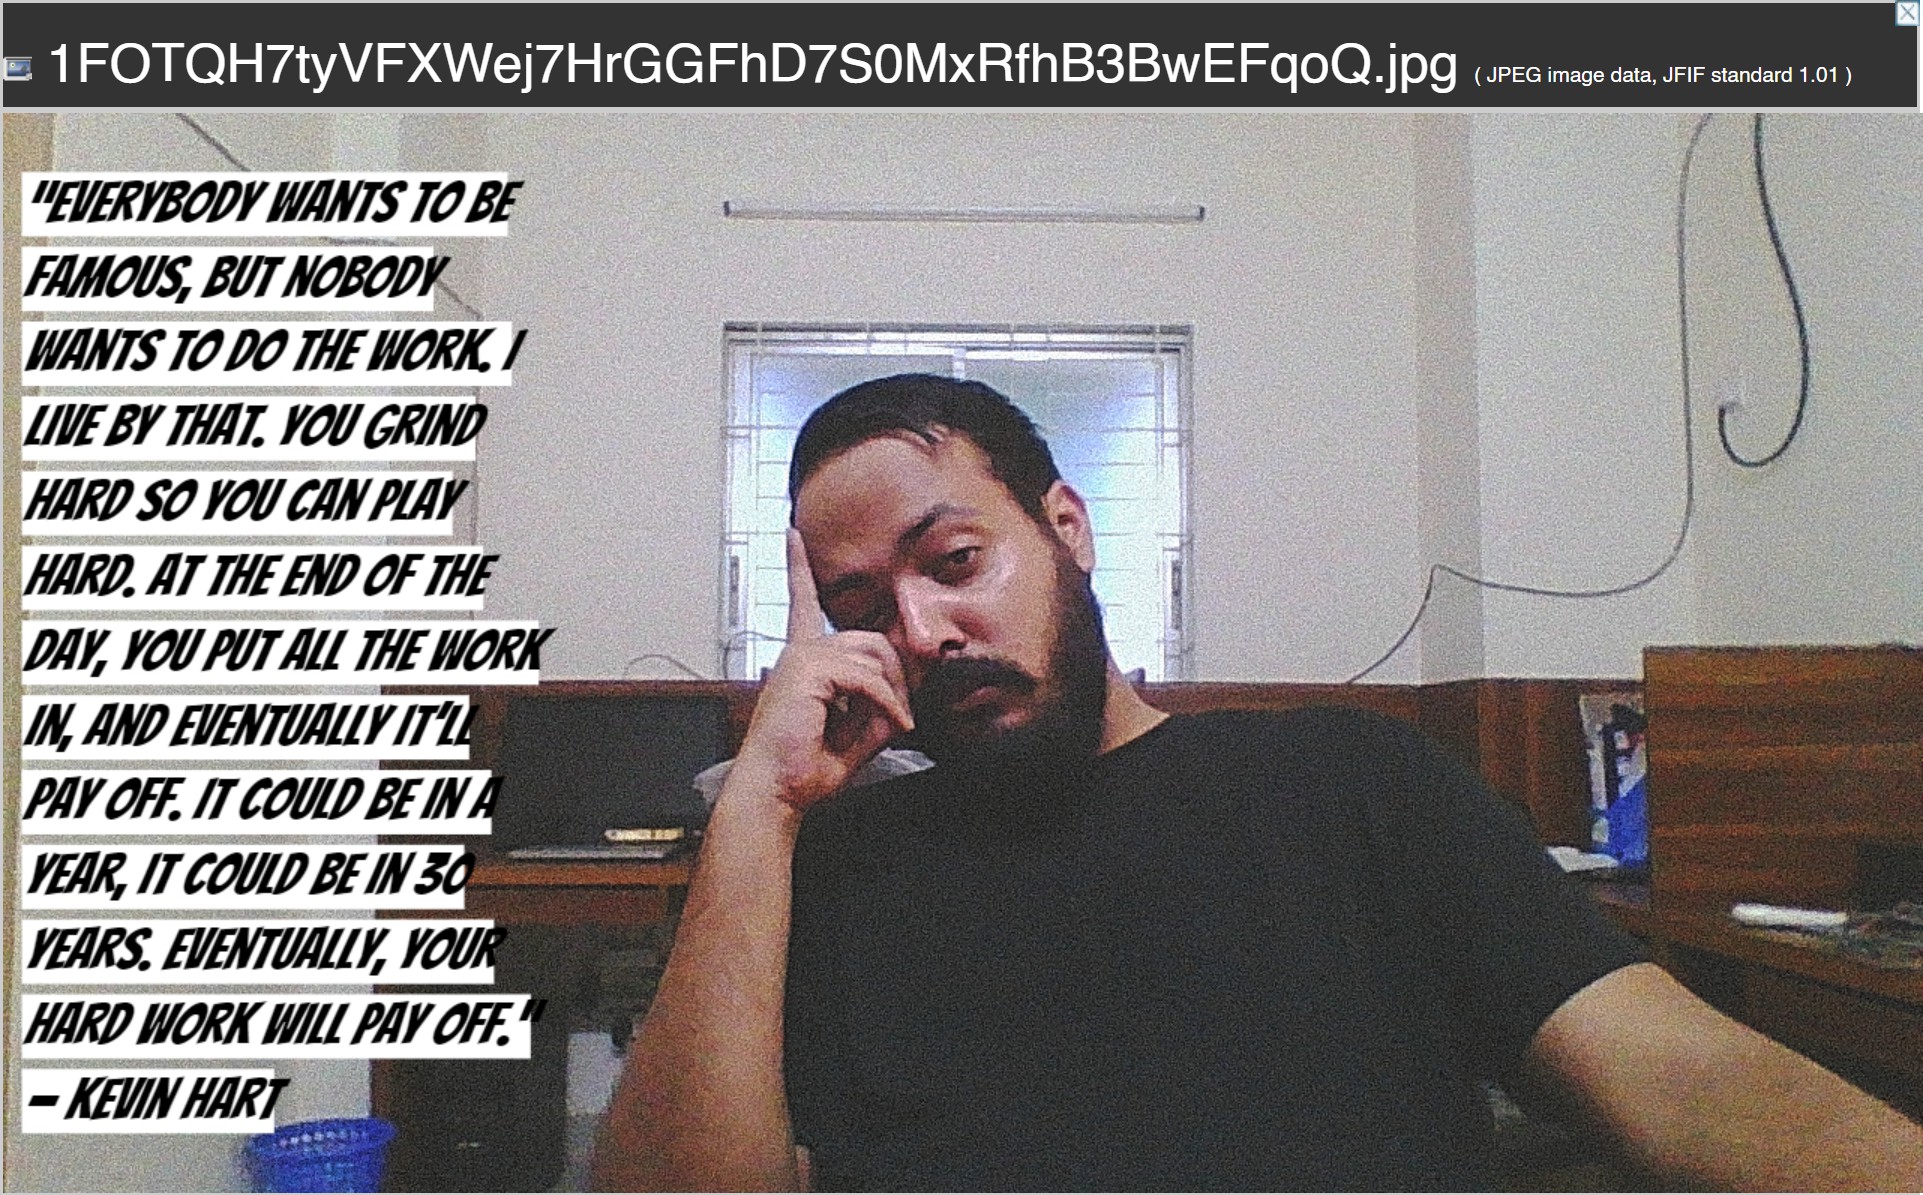 1FOTQH7tyVFXWej7HrGGFhD7S0MxRfhB3BwEFqoQ.jpg ( JPEG image data, JFIF standard 1.01 )
"EVERYBODY WANTS TO BE
FAMOUS, BUT NOBODY
WANTS TO DO THE WORK. I
LIVE BY THAT. YOU GRIND
HARD SO YOU CAN PLAY
HARD. AT THE END OF THE
DAY, YOU PUT ALL THE WORK
IN, AND EVENTUALLY IT'LL
PAY OFF. IT COULD BE IN A
YEAR, IT COULD BE IN 30
YEARS. EVENTUALLY, YOUR
HARD WORK WILL PAY OFF."
– KEVIN HART